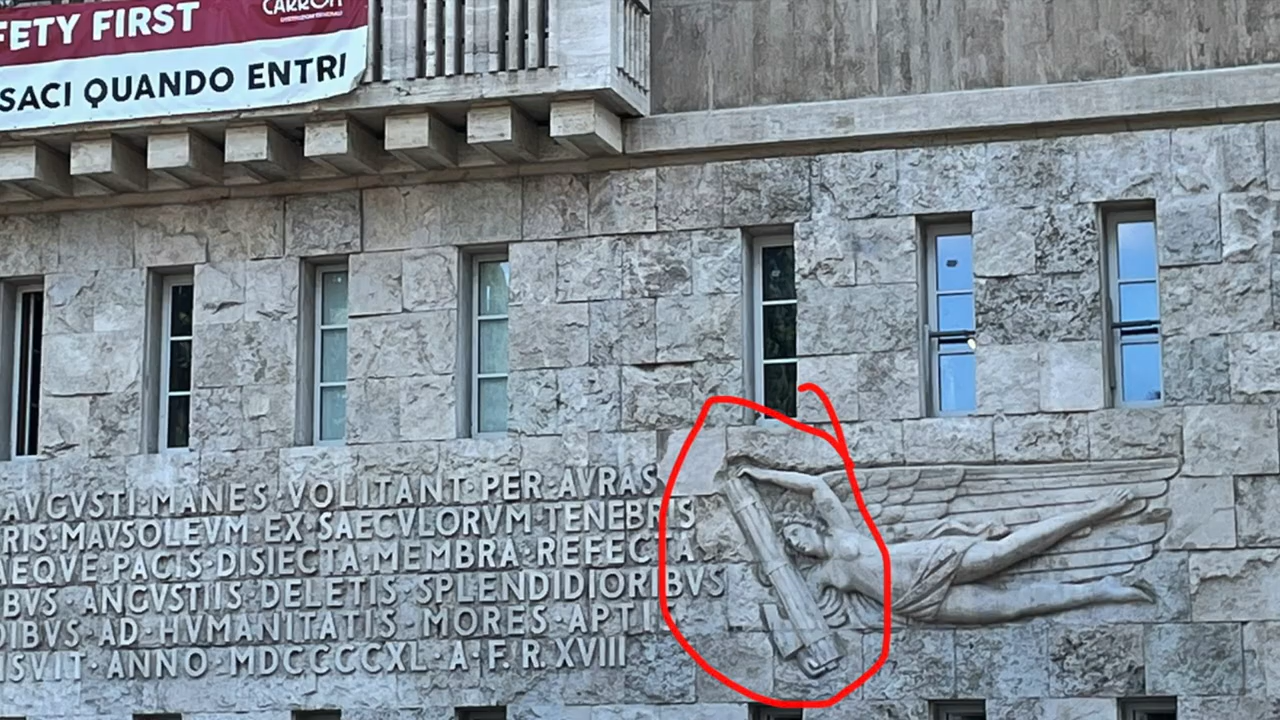 FETY FIRST
CARRON
SACI QUANDO ENTRI
AVGVSTI·MANES·VOLITANT·PER·AVRAS
RIS·MAVSOLEVM·EX·SAECVLORVM·TENEBRIS
AEQVE·PACIS·DISIECTA·MEMBRA·REFECTA
BVS·ANGVSTIIS·DELETIS·SPLENDIDIORIBVS
DIBVS·AD·HVMANITATIS·MORES·APTIS
ISVIT·ANNO·MDCCCCXL·A·F·R·XVIII